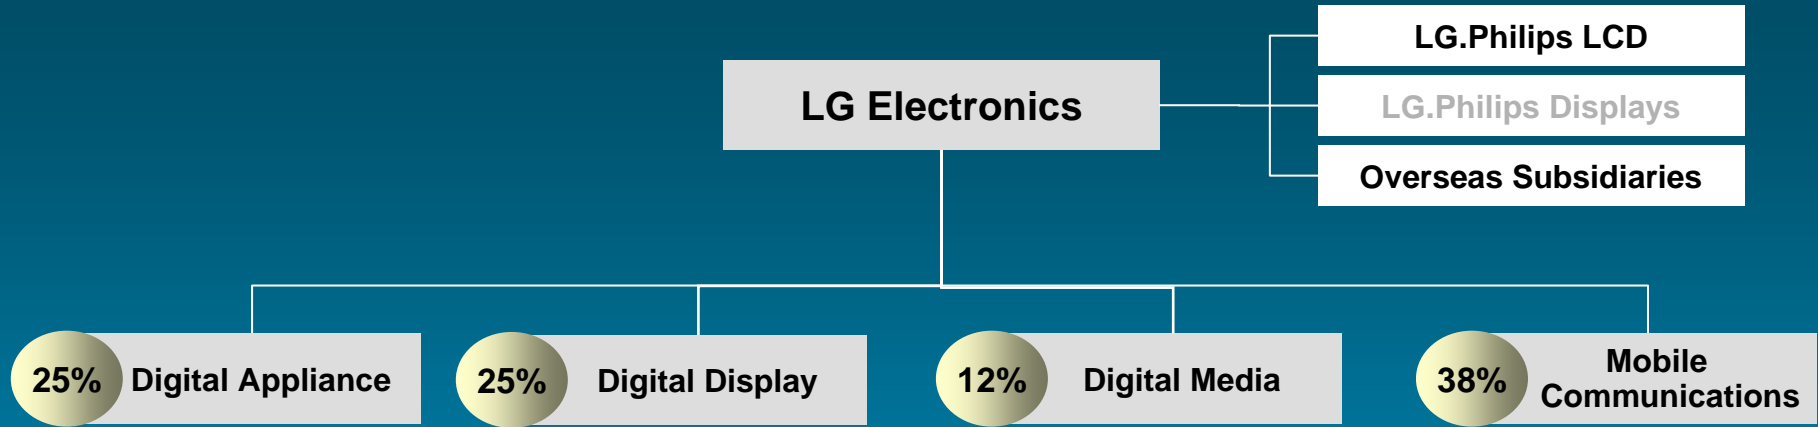 LG.Philips LCD
LG Electronics
LG.Philips Displays
Overseas Subsidiaries
25% Digital Appliance
25% Digital Display
12% Digital Media
38% Mobile
Communications